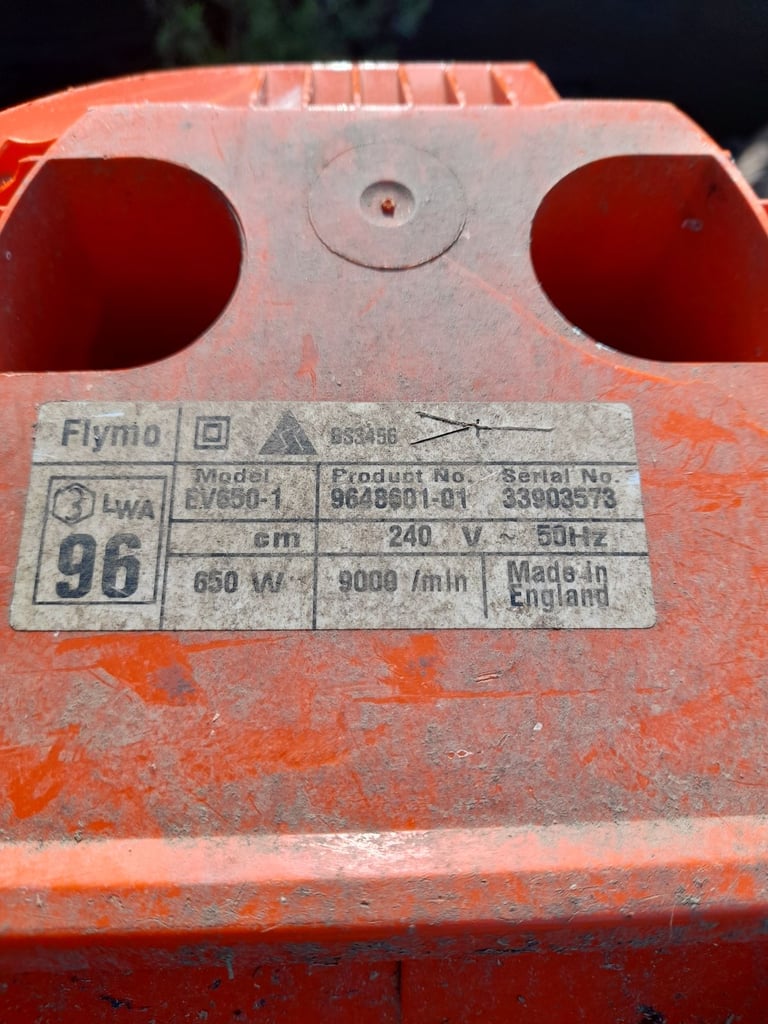 Flymo BS3456
Model Product No. Serial No.
EV650-1 9648601-01 33903573
3 LWA
96
cm 240 V ~ 50Hz
650 W 9000 /min Made in
England